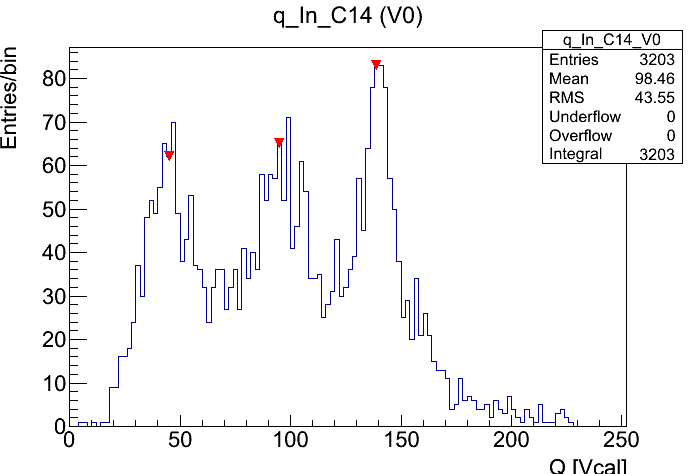 q_In_C14 (V0)
q_In_C14_V0
Entries 3203
Mean 98.46
RMS 43.55
Underflow 0
Overflow 0
Integral 3203
Entries/bin
80
70
60
50
40
30
20
10
0
0 50 100 150 200 250
Q [Vcal]